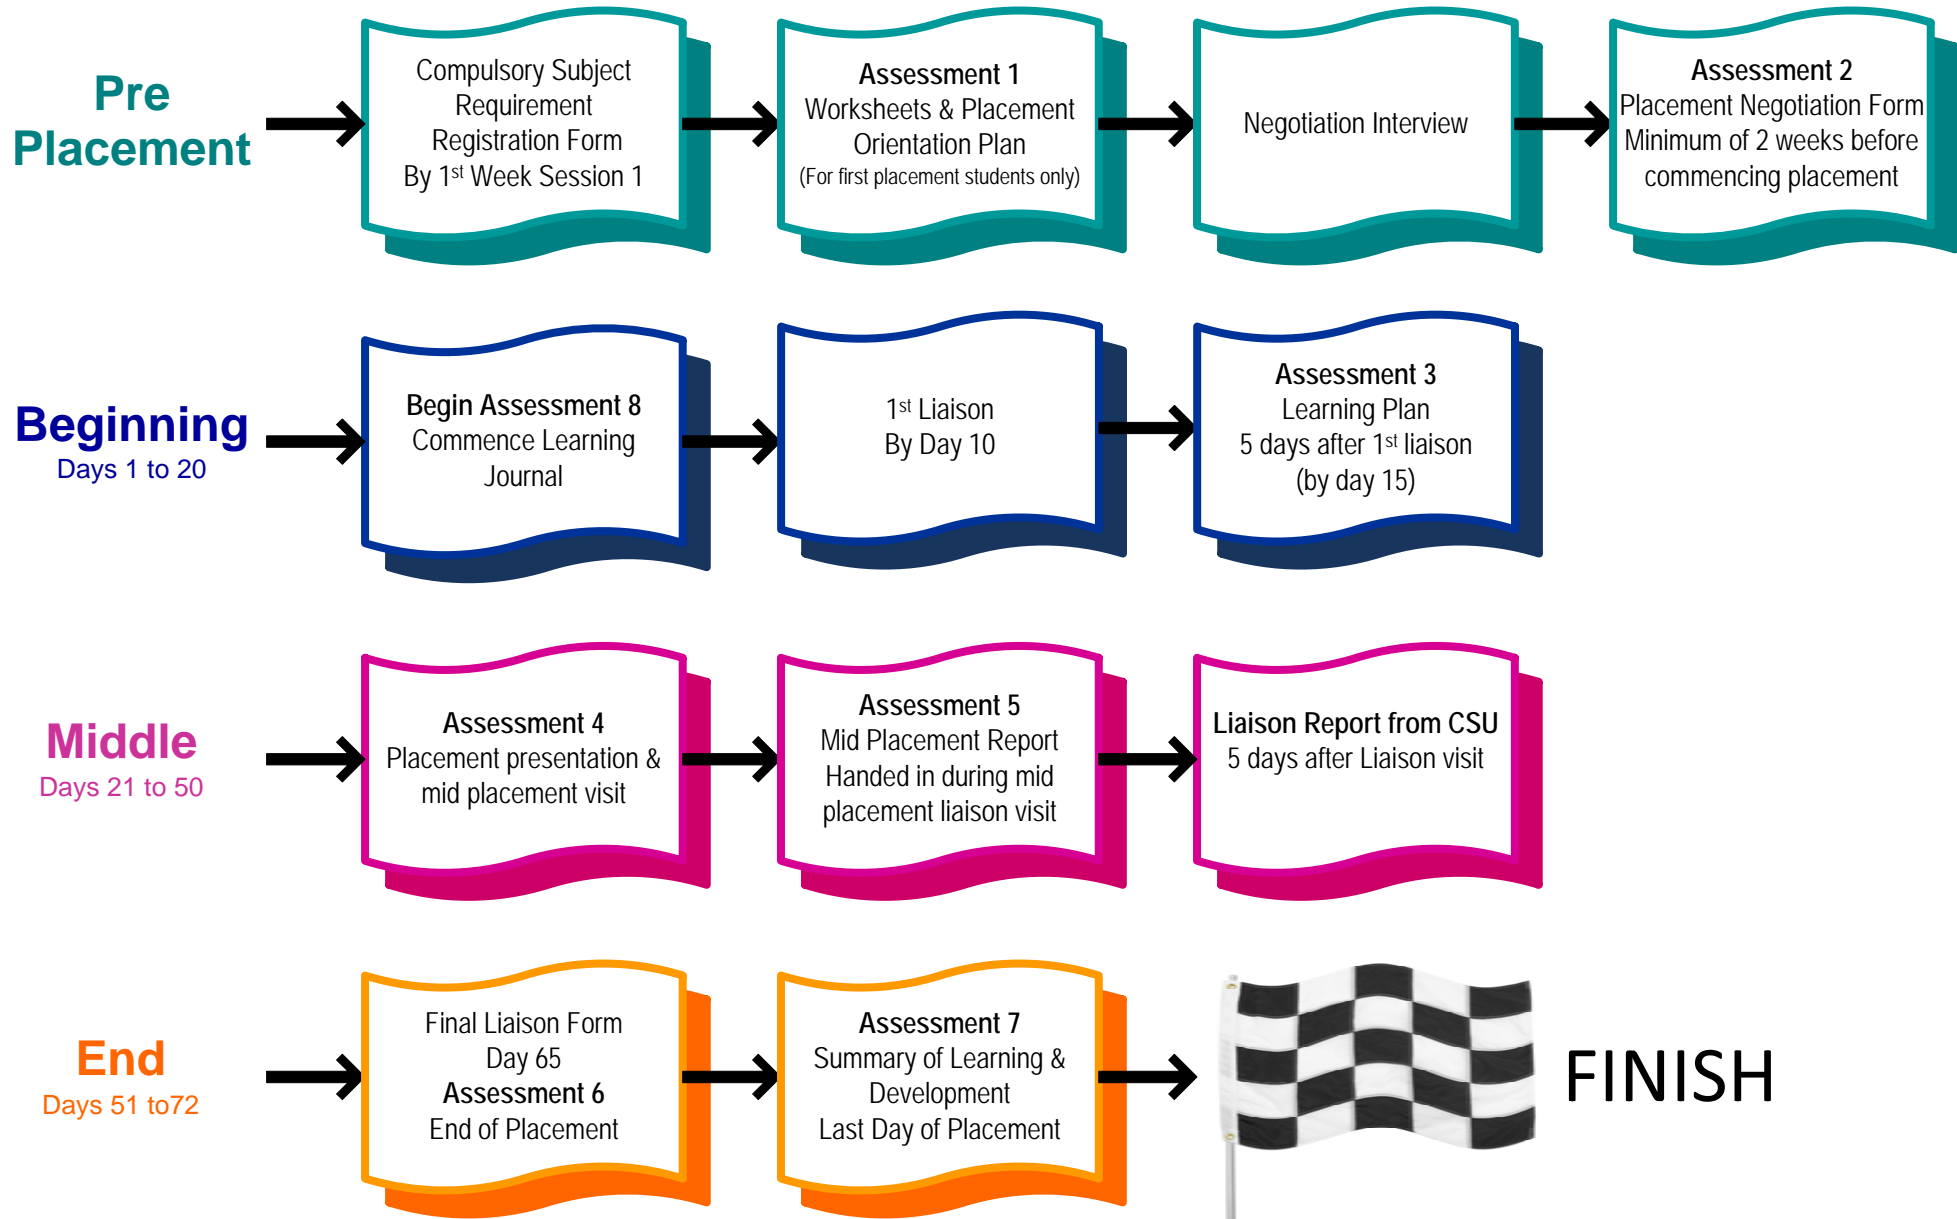 Pre
Placement
Compulsory Subject
Requirement
Registration Form
By 1st Week Session 1
Assessment 1
Worksheets & Placement
Orientation Plan
(For first placement students only)
Negotiation Interview
Assessment 2
Placement Negotiation Form
Minimum of 2 weeks before
commencing placement
Beginning
Days 1 to 20
Begin Assessment 8
Commence Learning
Journal
1st Liaison
By Day 10
Assessment 3
Learning Plan
5 days after 1st liaison
(by day 15)
Middle
Days 21 to 50
Assessment 4
Placement presentation &
mid placement visit
Assessment 5
Mid Placement Report
Handed in during mid
placement liaison visit
Liaison Report from CSU
5 days after Liaison visit
End
Days 51 to72
Final Liaison Form
Day 65
Assessment 6
End of Placement
Assessment 7
Summary of Learning &
Development
Last Day of Placement
FINISH